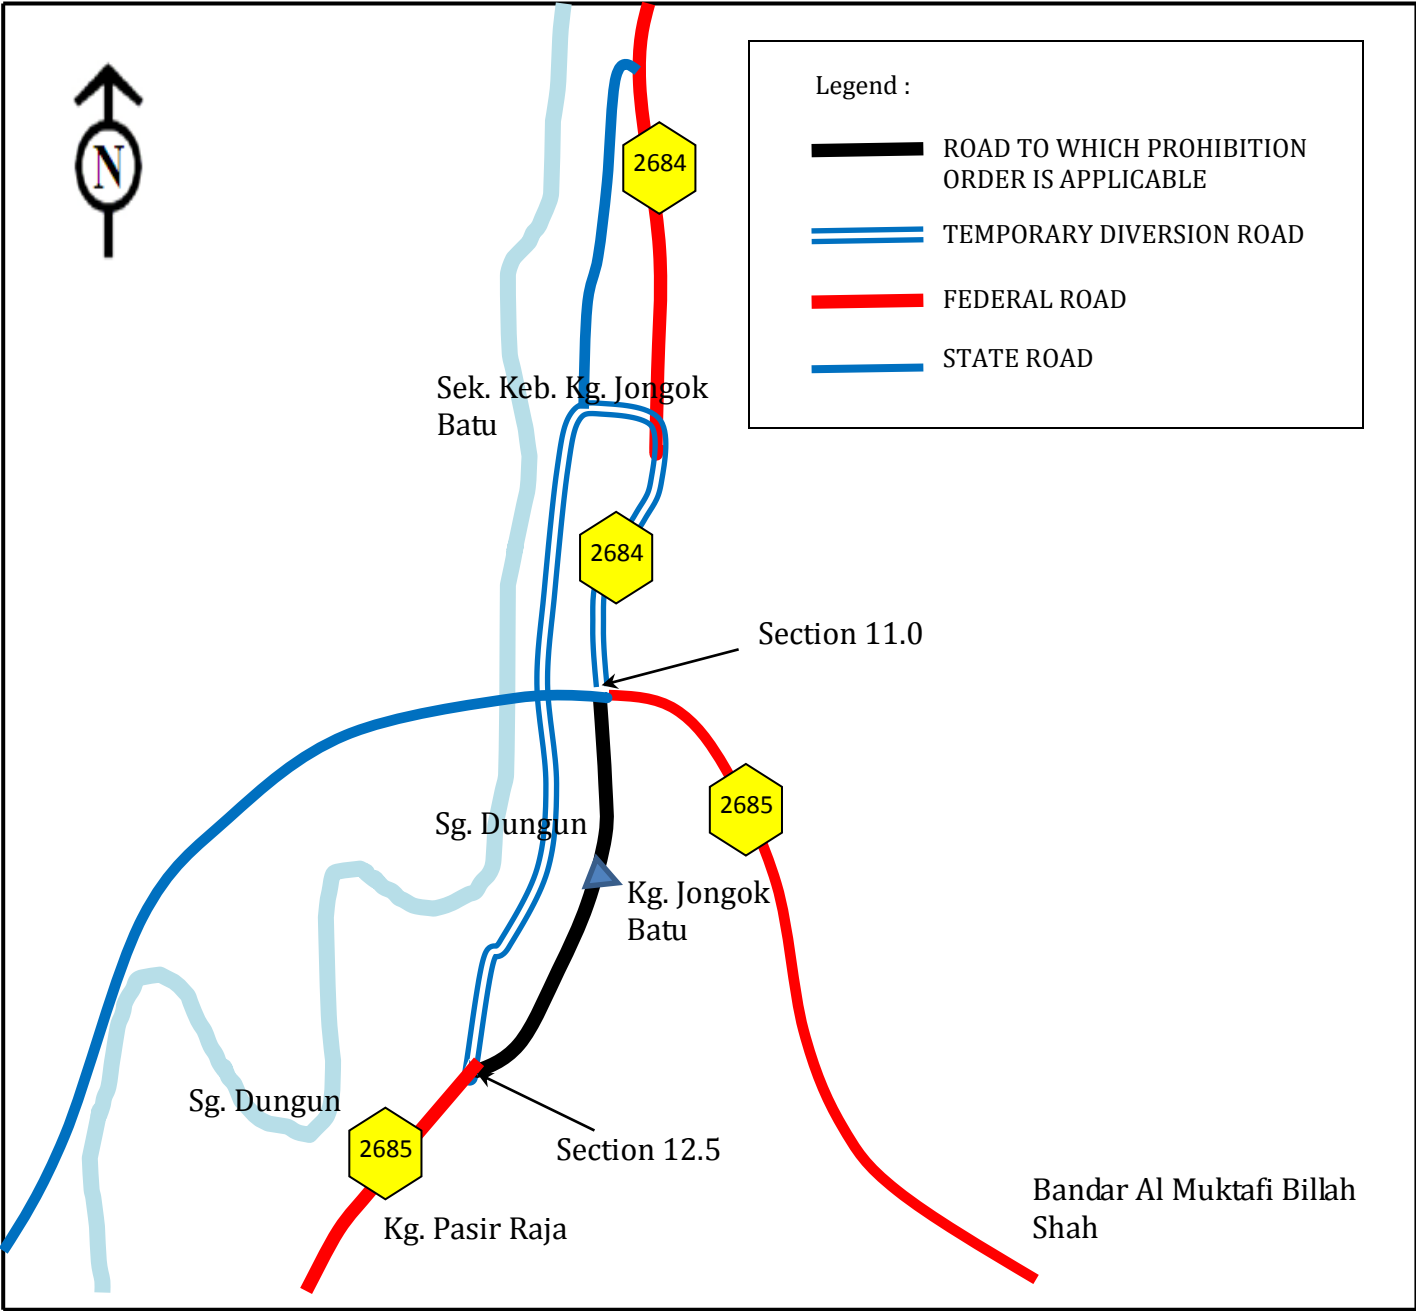 N
Legend :
ROAD TO WHICH PROHIBITION
ORDER IS APPLICABLE
TEMPORARY DIVERSION ROAD
FEDERAL ROAD
STATE ROAD
2684
Sek. Keb. Kg. Jongok
Batu
2684
Section 11.0
2685
Sg. Dungun
Kg. Jongok
Batu
Sg. Dungun
2685
Section 12.5
Kg. Pasir Raja
Bandar Al Muktafi Billah
Shah